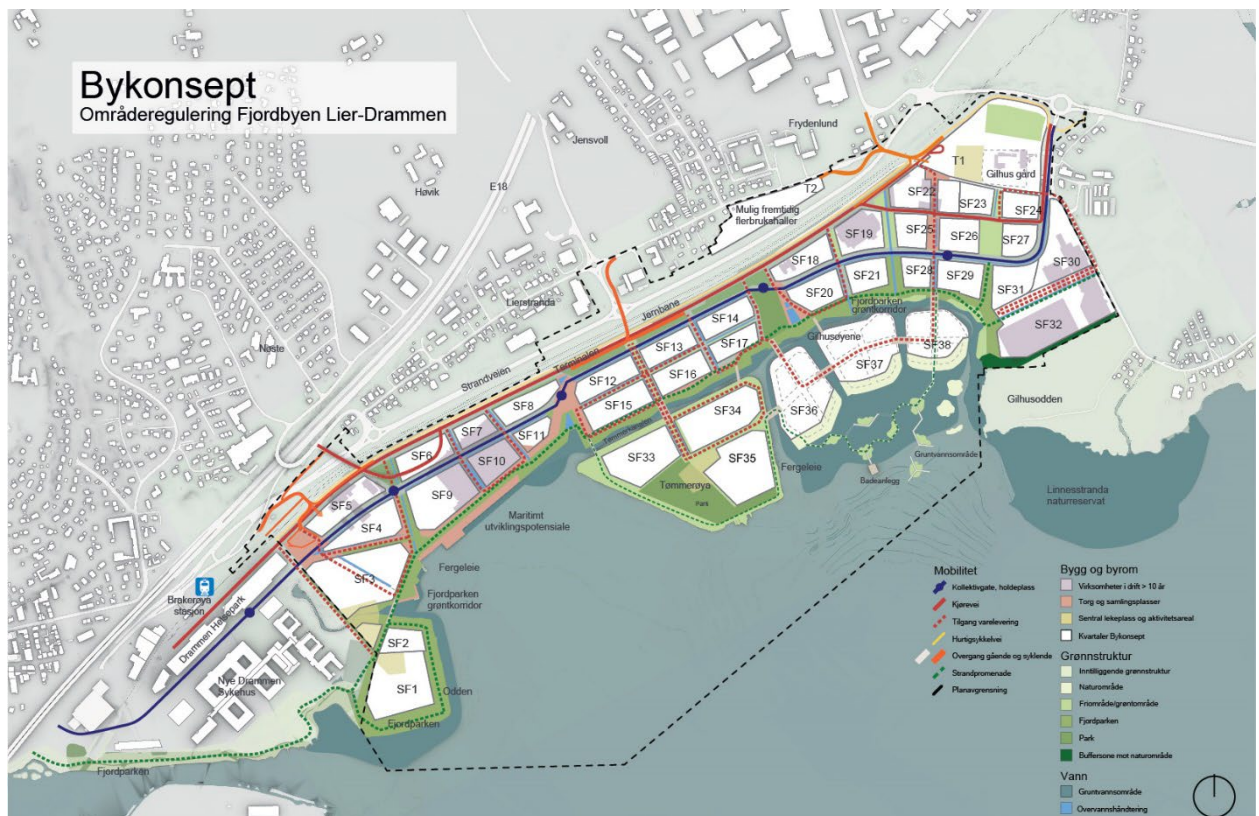 Bykonsept
Områderegulering Fjordbyen Lier-Drammen
Frydenlund
Jensvoll
E18
Høvik
T1
Gilhus gård
T2
Mulig fremtidig
flerbrukshaller
SF22
SF23
SF24
SF19
SF25
SF26
SF27
SF18
SF30
SF28
SF29
SF21
SF20
SF31
SF32
Lierstranda
Jernbane
Fjordparken
grøntkorridor
SF14
Gilhusøyene
SF38
SF37
Nøste
Strandveien
Terminalen
SF13
SF17
SF12
SF16
Gilhusodden
SF8
SF15
SF34
SF36
SF7
SF11
Tømmerkanalen
SF6
SF10
SF33
SF35
Fergeleie
Gruntvannsområde
SF9
Tømmerøya
Badeanlegg
SF5
Park
Linnesstranda
naturreservat
SF4
Maritimt
utviklingspotensiale
Fergeleie
SF3
Fjordparken
grøntkorridor
Brakerøya
stasjon
Drammen Helsepark
SF2
Nye Drammen
Sykehus
SF1
Odden
Fjordparken
Fjordparken
Mobilitet
Kollektivgate, holdeplass
Kjørevei
Tilgang varelevering
Hurtigsykkelvei
Overgang gående og syklende
Strandpromenade
Planavgrensning
Bygg og byrom
Virksomheter i drift > 10 år
Torg og samlingsplasser
Sentral lekeplass og aktivitetsareal
Kvartaler Bykonsept
Grønnstruktur
Inntilliggende grønnstruktur
Naturområde
Friområde/grøntområde
Fjordparken
Park
Buffersone mot naturområde
Vann
Gruntvannsområde
Overvannshåndtering